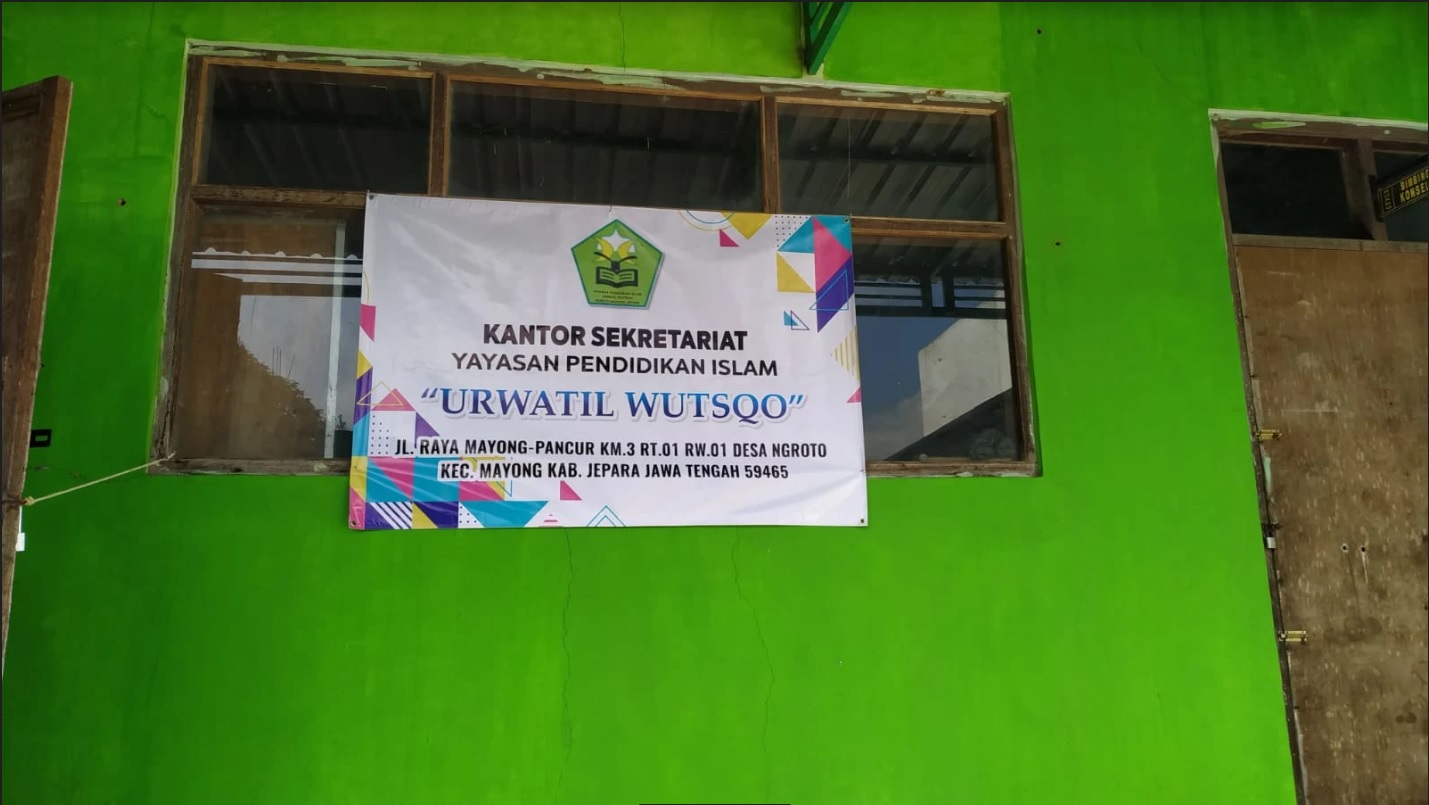 KANTOR SEKRETARIAT
YAYASAN PENDIDIKAN ISLAM
“URWATIL WUTSQO”
JL. RAYA MAYONG-PANCUR KM.3 RT.01 RW.01 DESA NGROTO
KEC. MAYONG KAB. JEPARA JAWA TENGAH 59465